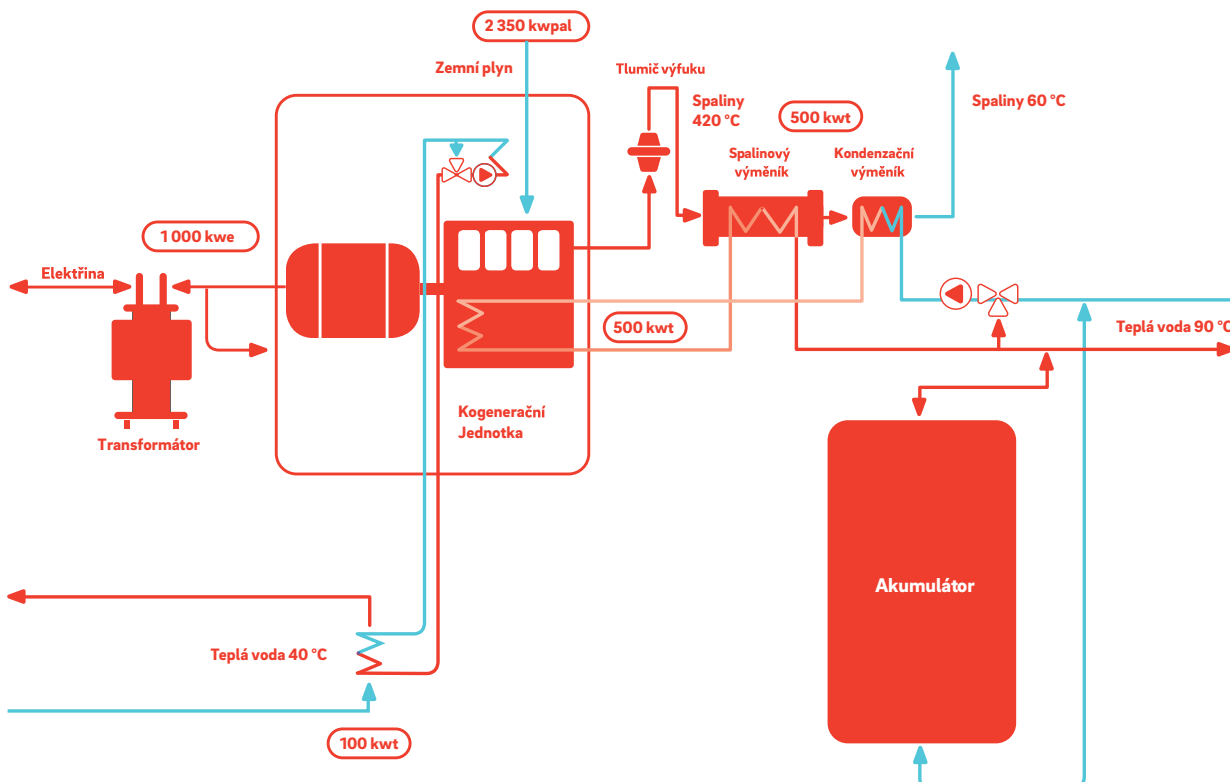 2 350 kwpal
Zemní plyn
Tlumič výfuku
Spaliny
420 °C
500 kwt
Spaliny 60 °C
Spalinový
výměník
Kondenzační
výměník
1 000 kwe
Elektřina
500 kwt
Teplá voda 90 °C
Kogenerační
Jednotka
Transformátor
Akumulátor
Teplá voda 40 °C
100 kwt